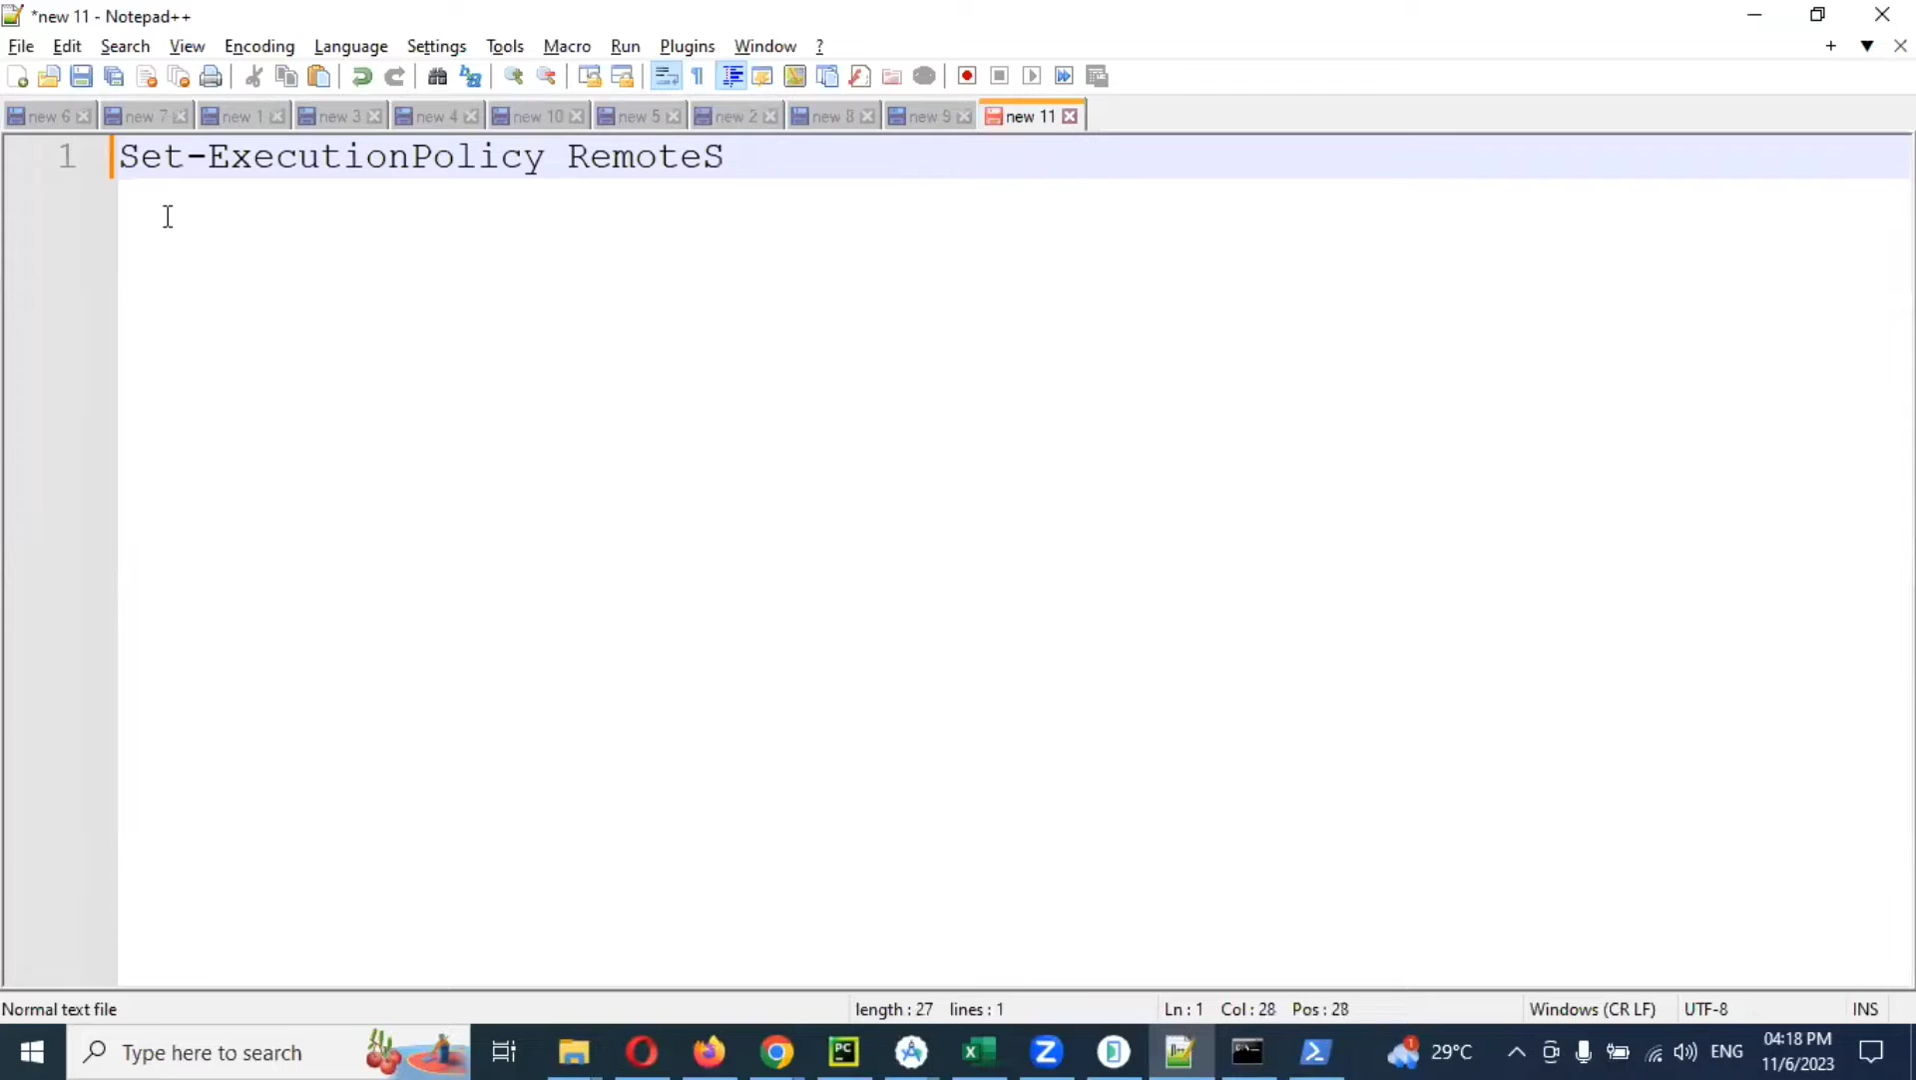 *new 11 - Notepad++
File Edit Search View Encoding Language Settings Tools Macro Run Plugins Window ?
new 6 new 7 new 1 new 3 new 4 new 10 new 5 new 2 new 8 new 9 new 11
1 Set-ExecutionPolicy RemoteS
Normal text file length : 27 lines : 1 Ln : 1 Col : 28 Pos : 28 Windows (CR LF) UTF-8 INS
Type here to search 29°C ENG 04:18 PM
11/6/2023